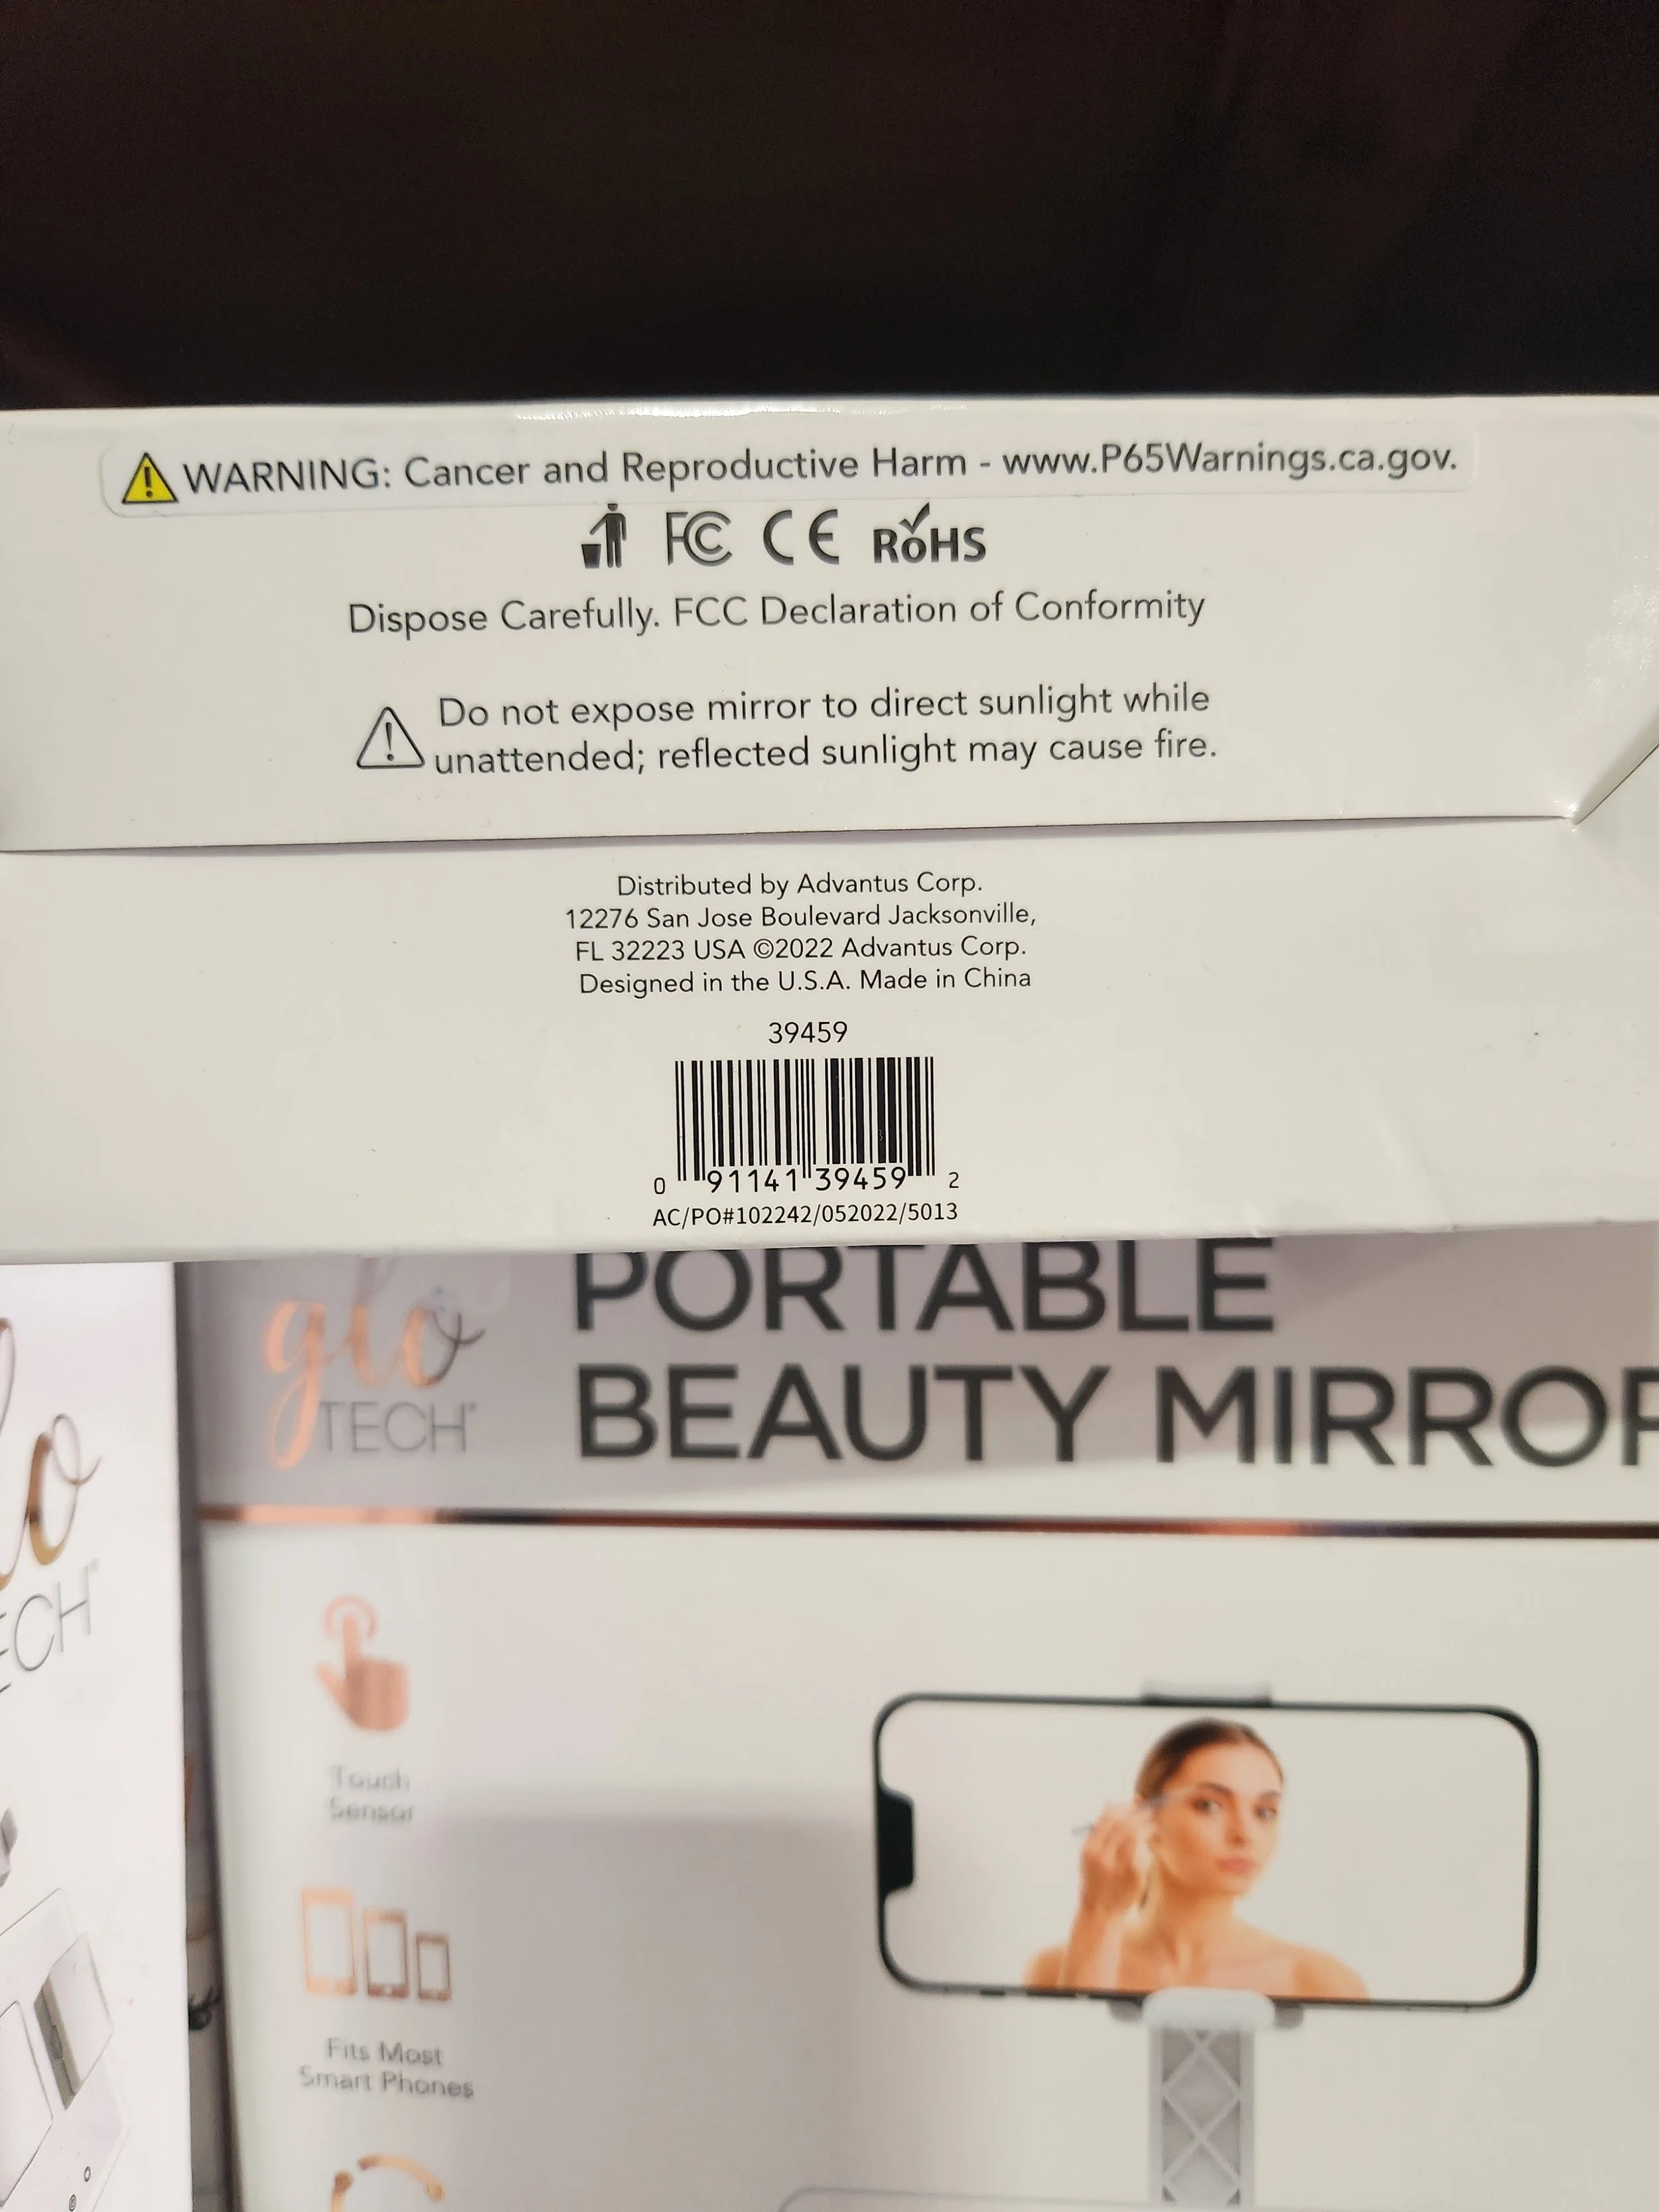 WARNING: Cancer and Reproductive Harm - www.P65Warnings.ca.gov.
FC CE RoHS
Dispose Carefully. FCC Declaration of Conformity
Do not expose mirror to direct sunlight while
unattended; reflected sunlight may cause fire.
Distributed by Advantus Corp.
12276 San Jose Boulevard Jacksonville,
FL 32223 USA ©2022 Advantus Corp.
Designed in the U.S.A. Made in China
39459
0 91141 39459 2
AC/PO#102242/052022/5013
glo
TECH
PORTABLE
BEAUTY MIRROR
Touch
Sensor
Fits Most
Smart Phones